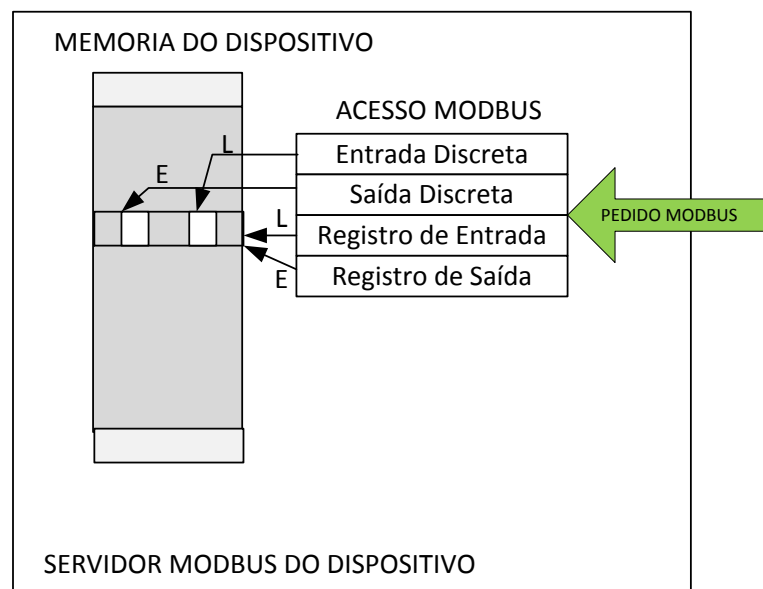 MEMORIA DO DISPOSITIVO
ACESSO MODBUS
L
Entrada Discreta
E
Saída Discreta
PEDIDO MODBUS
L
Registro de Entrada
E
Registro de Saída
SERVIDOR MODBUS DO DISPOSITIVO